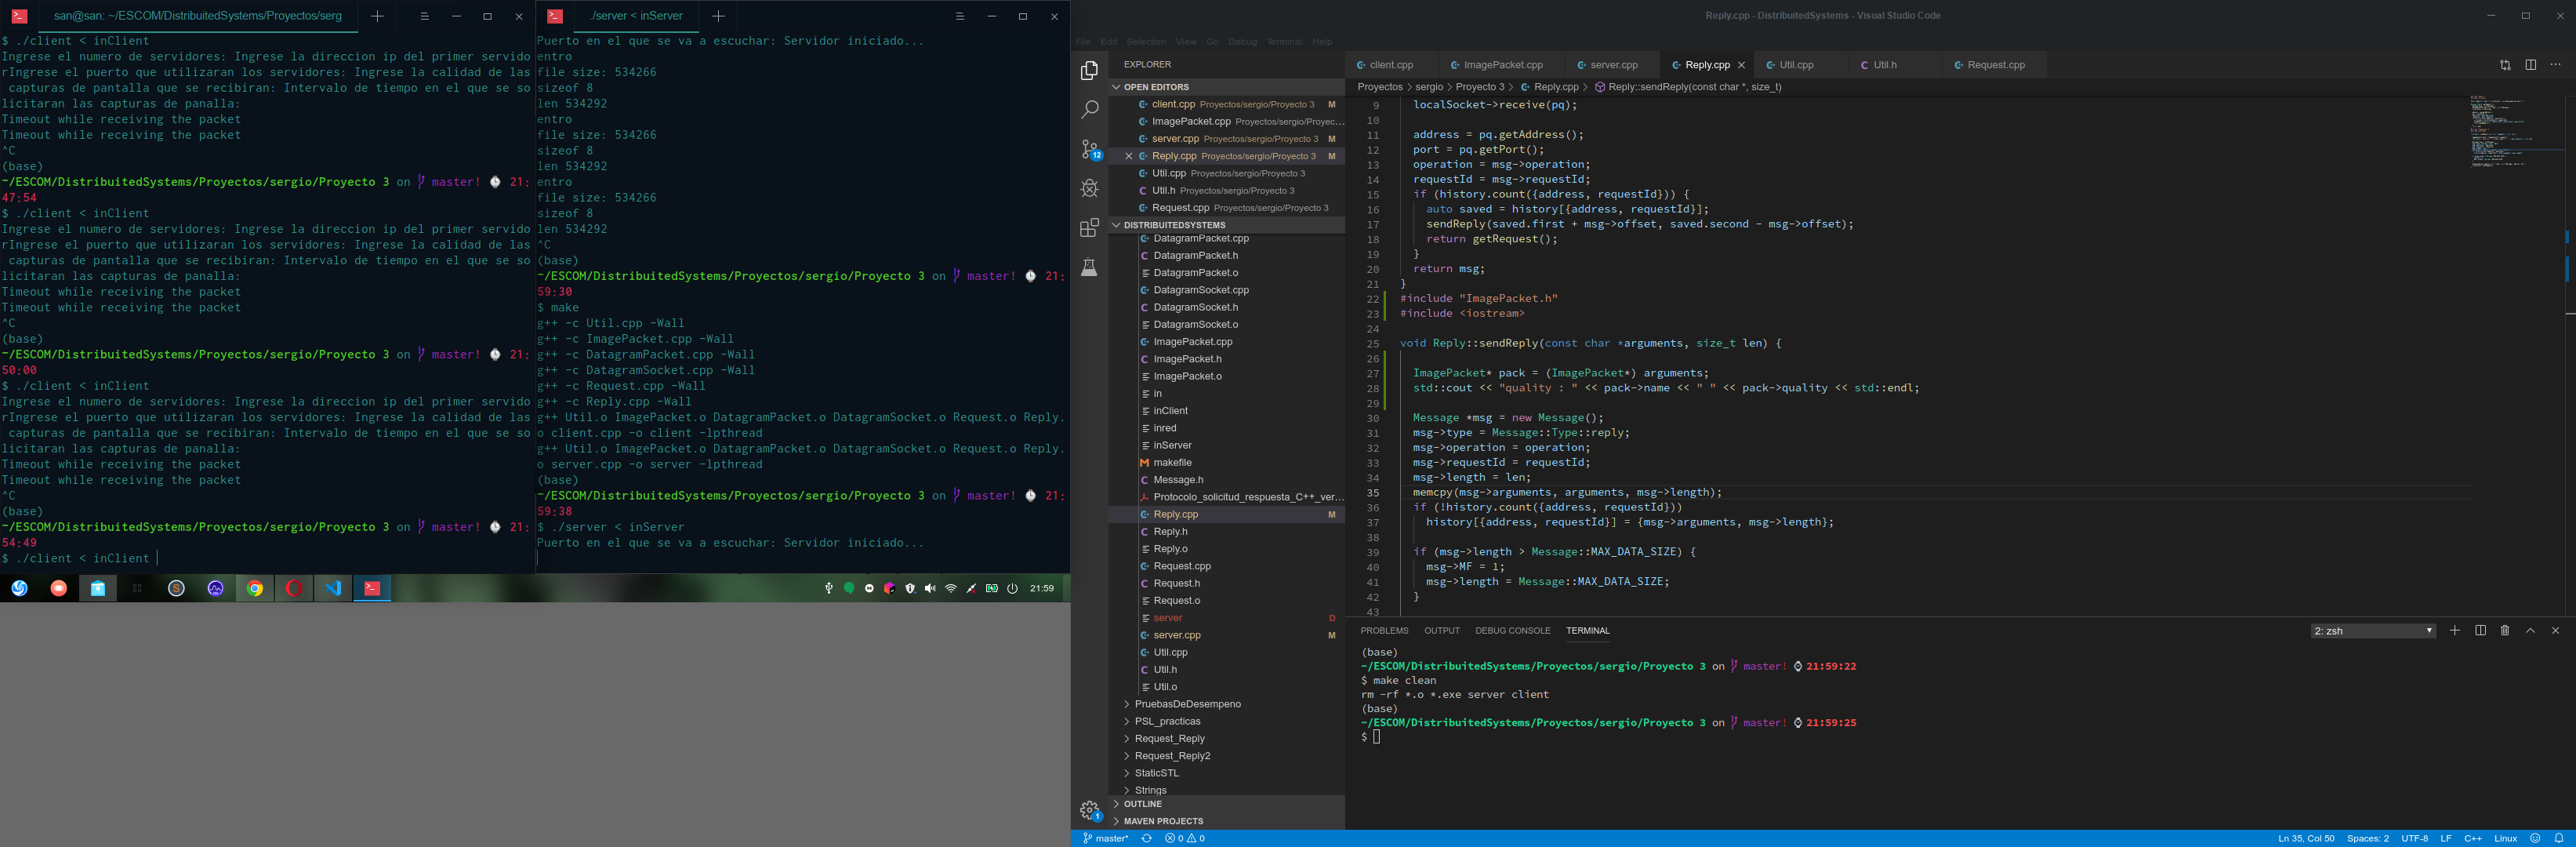 san@san: ~/ESCOM/DistribuitedSystems/Proyectos/serg
$ ./client < inClient
Ingrese el numero de servidores: Ingrese la direccion ip del primer servido
rIngrese el puerto que utilizaran los servidores: Ingrese la calidad de las
capturas de pantalla que se recibiran: Intervalo de tiempo en el que se so
licitaran las capturas de panalla:
Timeout while receiving the packet
Timeout while receiving the packet
^C
(base)
~/ESCOM/DistribuitedSystems/Proyectos/sergio/Proyecto 3 on master! 21:
47:54
$ ./client < inClient
Ingrese el numero de servidores: Ingrese la direccion ip del primer servido
rIngrese el puerto que utilizaran los servidores: Ingrese la calidad de las
capturas de pantalla que se recibiran: Intervalo de tiempo en el que se so
licitaran las capturas de panalla:
Timeout while receiving the packet
Timeout while receiving the packet
^C
(base)
~/ESCOM/DistribuitedSystems/Proyectos/sergio/Proyecto 3 on master! 21:
50:00
$ ./client < inClient
Ingrese el numero de servidores: Ingrese la direccion ip del primer servido
rIngrese el puerto que utilizaran los servidores: Ingrese la calidad de las
capturas de pantalla que se recibiran: Intervalo de tiempo en el que se so
licitaran las capturas de panalla:
Timeout while receiving the packet
Timeout while receiving the packet
^C
(base)
~/ESCOM/DistribuitedSystems/Proyectos/sergio/Proyecto 3 on master! 21:
54:49
$ ./client < inClient
./server < inServer
Puerto en el que se va a escuchar: Servidor iniciado...
entro
file size: 534266
sizeof 8
len 534292
entro
file size: 534266
sizeof 8
len 534292
entro
file size: 534266
sizeof 8
len 534292
^C
(base)
~/ESCOM/DistribuitedSystems/Proyectos/sergio/Proyecto 3 on master! 21:
59:30
$ make
g++ -c Util.cpp -Wall
g++ -c ImagePacket.cpp -Wall
g++ -c DatagramPacket.cpp -Wall
g++ -c DatagramSocket.cpp -Wall
g++ -c Request.cpp -Wall
g++ -c Reply.cpp -Wall
g++ Util.o ImagePacket.o DatagramPacket.o DatagramSocket.o Request.o Reply.
o client.cpp -o client -lpthread
g++ Util.o ImagePacket.o DatagramPacket.o DatagramSocket.o Request.o Reply.
o server.cpp -o server -lpthread
(base)
~/ESCOM/DistribuitedSystems/Proyectos/sergio/Proyecto 3 on master! 21:
59:38
$ ./server < inServer
Puerto en el que se va a escuchar: Servidor iniciado...
21:59
Reply.cpp - DistribuitedSystems - Visual Studio Code
File Edit Selection View Go Debug Terminal Help
EXPLORER
OPEN EDITORS
client.cpp Proyectos/sergio/Proyecto 3 M
ImagePacket.cpp Proyectos/sergio/Proyec...
server.cpp Proyectos/sergio/Proyecto 3 M
Reply.cpp Proyectos/sergio/Proyecto 3 M
Util.cpp Proyectos/sergio/Proyecto 3
Util.h Proyectos/sergio/Proyecto 3
Request.cpp Proyectos/sergio/Proyecto 3
DISTRIBUITEDSYSTEMS
DatagramPacket.cpp
DatagramPacket.h
DatagramPacket.o
DatagramSocket.cpp
DatagramSocket.h
DatagramSocket.o
ImagePacket.cpp
ImagePacket.h
ImagePacket.o
in
inClient
inred
inServer
makefile
Message.h
Protocolo_solicitud_respuesta_C++_ver...
Reply.cpp M
Reply.h
Reply.o
Request.cpp
Request.h
Request.o
server D
server.cpp M
Util.cpp
Util.h
Util.o
PruebasDeDesempeno
PSL_practicas
Request_Reply
Request_Reply2
StaticSTL
Strings
OUTLINE
MAVEN PROJECTS
12
1
client.cpp ImagePacket.cpp server.cpp Reply.cpp Util.cpp Util.h Request.cpp
Proyectos > sergio > Proyecto 3 > Reply.cpp > Reply::sendReply(const char *, size_t)
9 localSocket->receive(pq);
10
11 address = pq.getAddress();
12 port = pq.getPort();
13 operation = msg->operation;
14 requestId = msg->requestId;
15 if (history.count({address, requestId})) {
16 auto saved = history[{address, requestId}];
17 sendReply(saved.first + msg->offset, saved.second - msg->offset);
18 return getRequest();
19 }
20 return msg;
21 }
22 #include "ImagePacket.h"
23 #include <iostream>
24
25 void Reply::sendReply(const char *arguments, size_t len) {
26
27 ImagePacket* pack = (ImagePacket*) arguments;
28 std::cout << "quality : " << pack->name << " " << pack->quality << std::endl;
29
30 Message *msg = new Message();
31 msg->type = Message::Type::reply;
32 msg->operation = operation;
33 msg->requestId = requestId;
34 msg->length = len;
35 memcpy(msg->arguments, arguments, msg->length);
36 if (!history.count({address, requestId}))
37 history[{address, requestId}] = {msg->arguments, msg->length};
38
39 if (msg->length > Message::MAX_DATA_SIZE) {
40 msg->MF = 1;
41 msg->length = Message::MAX_DATA_SIZE;
42 }
43
PROBLEMS OUTPUT DEBUG CONSOLE TERMINAL
2: zsh
(base)
~/ESCOM/DistribuitedSystems/Proyectos/sergio/Proyecto 3 on master! 21:59:22
$ make clean
rm -rf *.o *.exe server client
(base)
~/ESCOM/DistribuitedSystems/Proyectos/sergio/Proyecto 3 on master! 21:59:25
$
master* 0 0
Ln 35, Col 50 Spaces: 2 UTF-8 LF C++ Linux